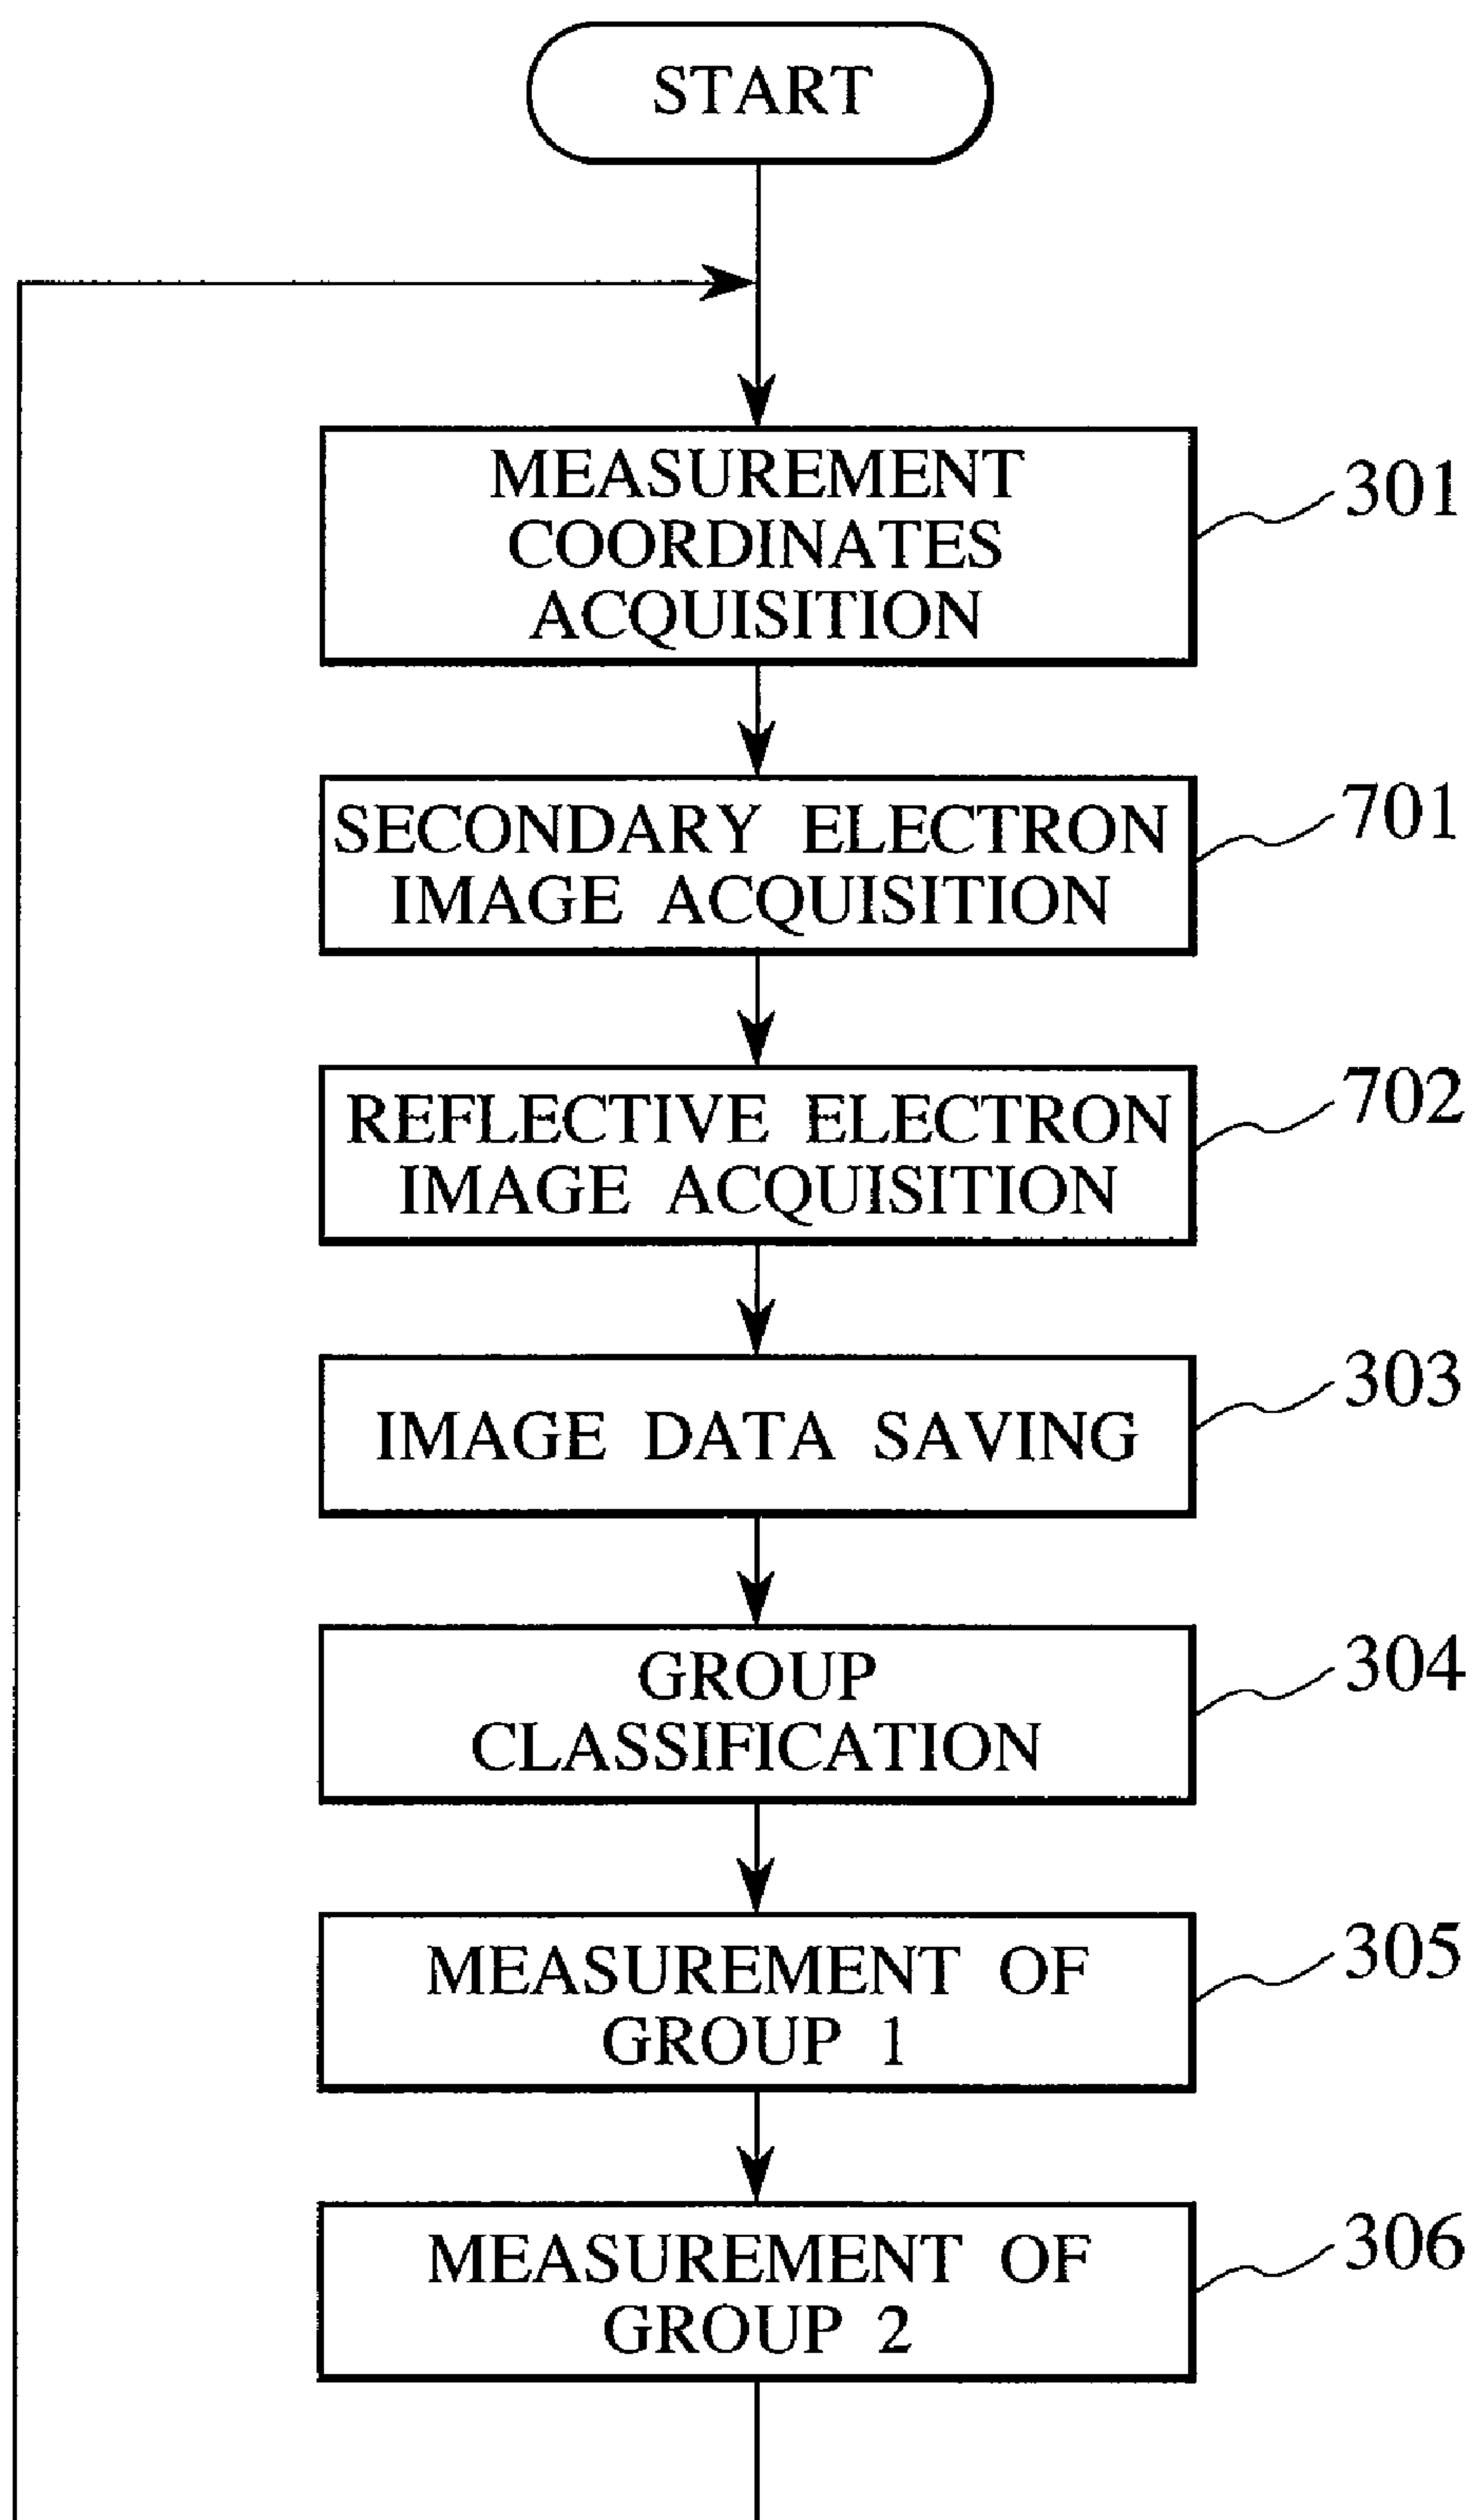 START
MEASUREMENT
COORDINATES
ACQUISITION
301
SECONDARY ELECTRON
IMAGE ACQUISITION
701
REFLECTIVE ELECTRON
IMAGE ACQUISITION
702
IMAGE DATA SAVING
303
GROUP
CLASSIFICATION
304
MEASUREMENT OF
GROUP 1
305
MEASUREMENT OF
GROUP 2
306